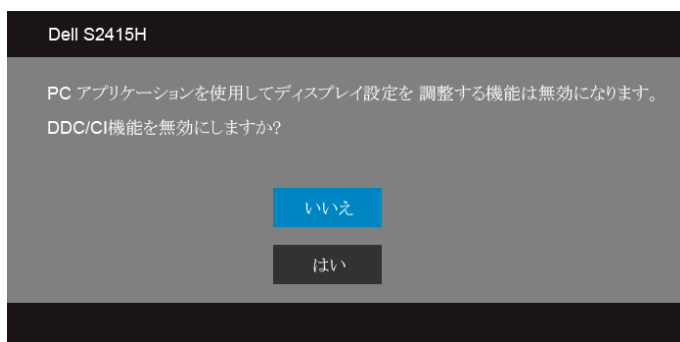 Dell S2415H
PC アプリケーションを使用してディスプレイ設定を 調整する機能は無効になります。
DDC/CI機能を無効にしますか?
いいえ
はい